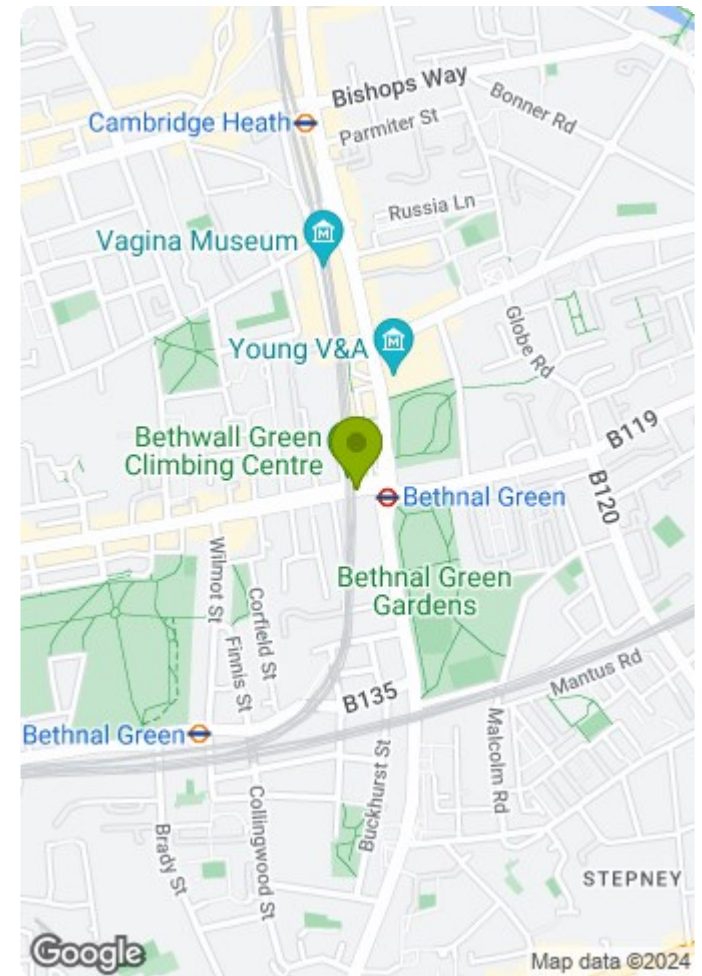 Bishops Way
Bonner Rd
Cambridge Heath
Parmiter St
Russia Ln
Vagina Museum
Globe Rd
Young V&A
B119
Bethwall Green
Climbing Centre
B120
Bethnal Green
Wilmot St
Corfield St
Finnis St
Bethnal Green
Gardens
Mantus Rd
B135
Bethnal Green
Malcolm Rd
Buckhurst St
Collingwood St
Brady St
STEPNEY
Google
Map data ©2024